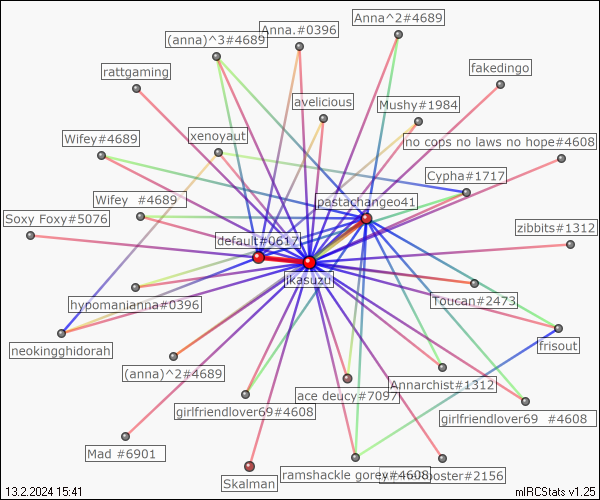 Anna^2#4689
Anna.#0396
(anna)^3#4689
fakedingo
rattgaming
avelicious
Mushy#1984
Wifey#4689
xenoyaut
no cops no laws no hope#4608
Cypha#1717
Wifey #4689
pastachangeo41
Soxy Foxy#5076
default#0617
zibbits#1312
ikasuzu
hypomanianna#0396
Toucan#2473
neokingghidorah
frisout
(anna)^2#4689
Annarchist#1312
ace deucy#7097
girlfriendlover69#4608
girlfriendlover69 #4608
Mad #6901
ramshackle gorey#4608
oster#2156
Skalman
13.2.2024 15:41
mIRCStats v1.25